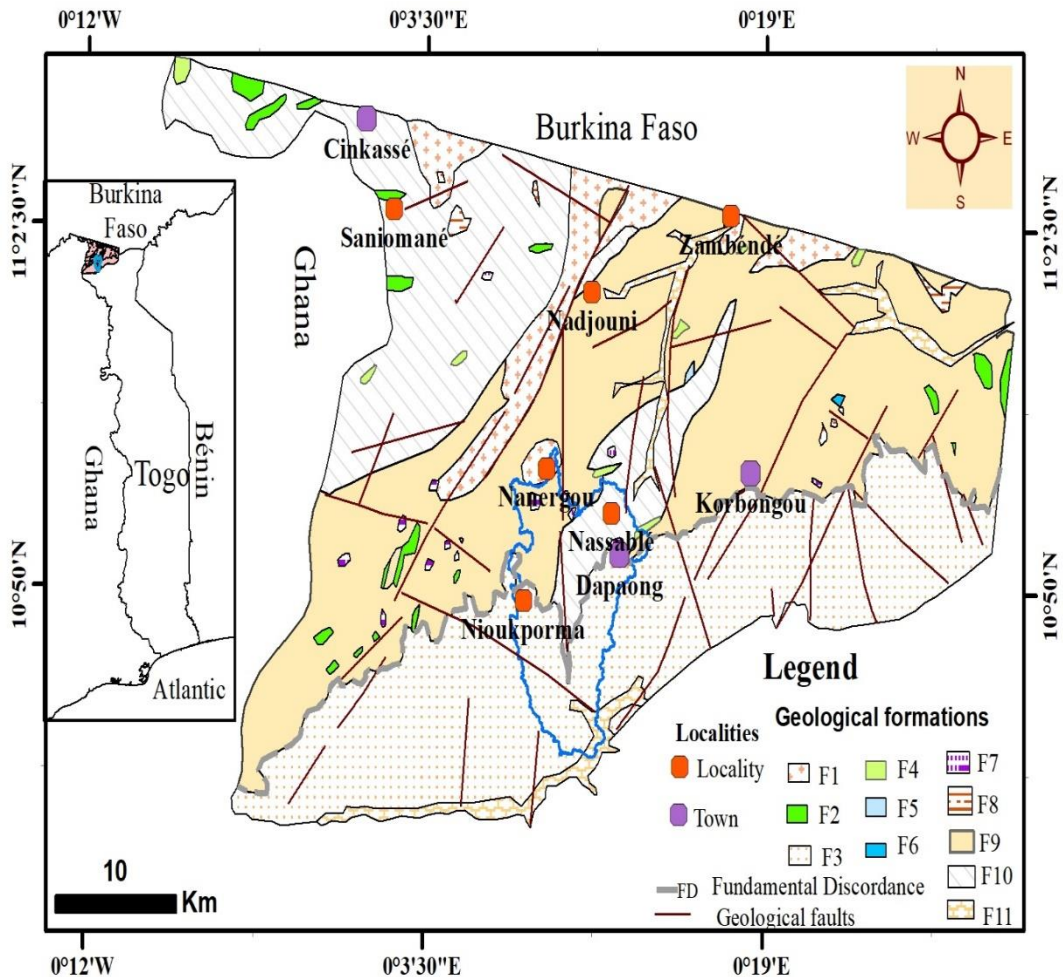 0°12'W
0°3'30"E
0°19'E
N
W
E
S
Burkina Faso
Cinkassé
11°2'30"N
11°2'30"N
Burkina
Faso
Saniomané
Ghana
Zambéndé
Nadjouni
Ghana
Togo
Bénin
Nanergou
Korbongou
Nassablé
Dapaong
10°50'N
10°50'N
Nioukporma
Atlantic
Legend
Localities
Geological formations
Locality
Town
F1
F2
F3
F4
F5
F6
F7
F8
F9
F10
F11
FD Fundamental Discordance
Geological faults
10
Km
0°12'W
0°3'30"E
0°19'E